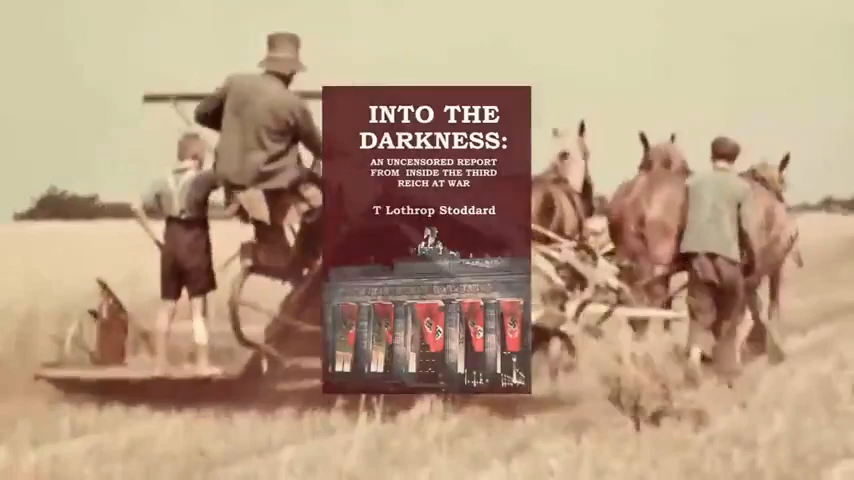 INTO THE
DARKNESS:
AN UNCENSORED REPORT
FROM INSIDE THE THIRD
REICH AT WAR
T Lothrop Stoddard